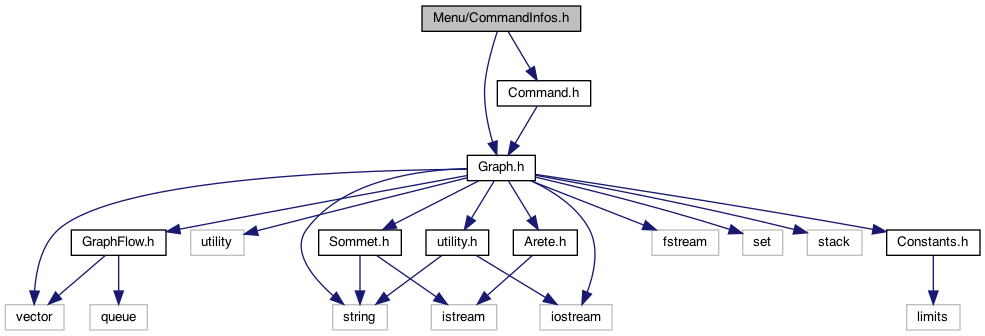 Menu/CommandInfos.h
Command.h
Graph.h
GraphFlow.h
utility
Sommet.h
utility.h
Arete.h
fstream
set
stack
Constants.h
vector
queue
string
istream
iostream
limits